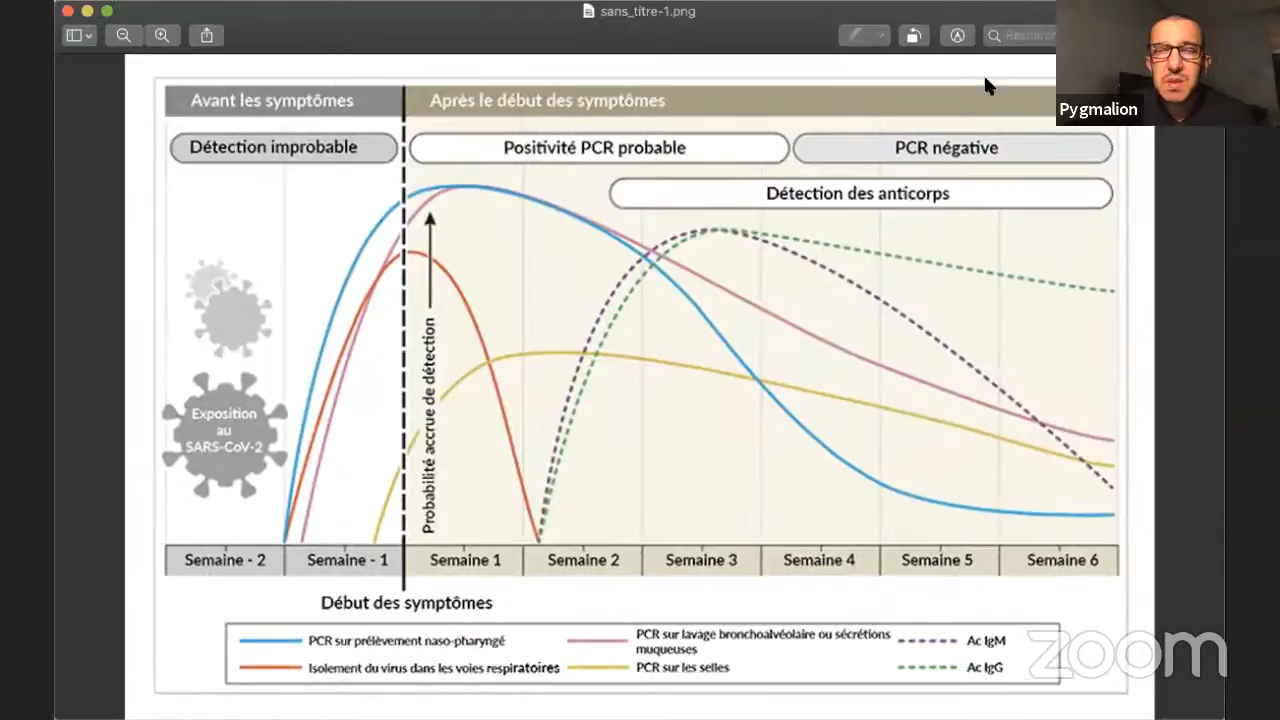 sans_titre-1.png
Pygmalion
Avant les symptômes
Après le début des symptômes
Détection improbable
Positivité PCR probable
PCR négative
Détection des anticorps
Exposition
au
SARS-CoV-2
Probabilité accrue de détection
Semaine - 2
Semaine - 1
Semaine 1
Semaine 2
Semaine 3
Semaine 4
Semaine 5
Semaine 6
Début des symptômes
PCR sur prélèvement naso-pharyngé
PCR sur lavage bronchoalvéolaire ou sécrétions
muqueuses
Ac IgM
Isolement du virus dans les voies respiratoires
PCR sur les selles
Ac IgG
zoom